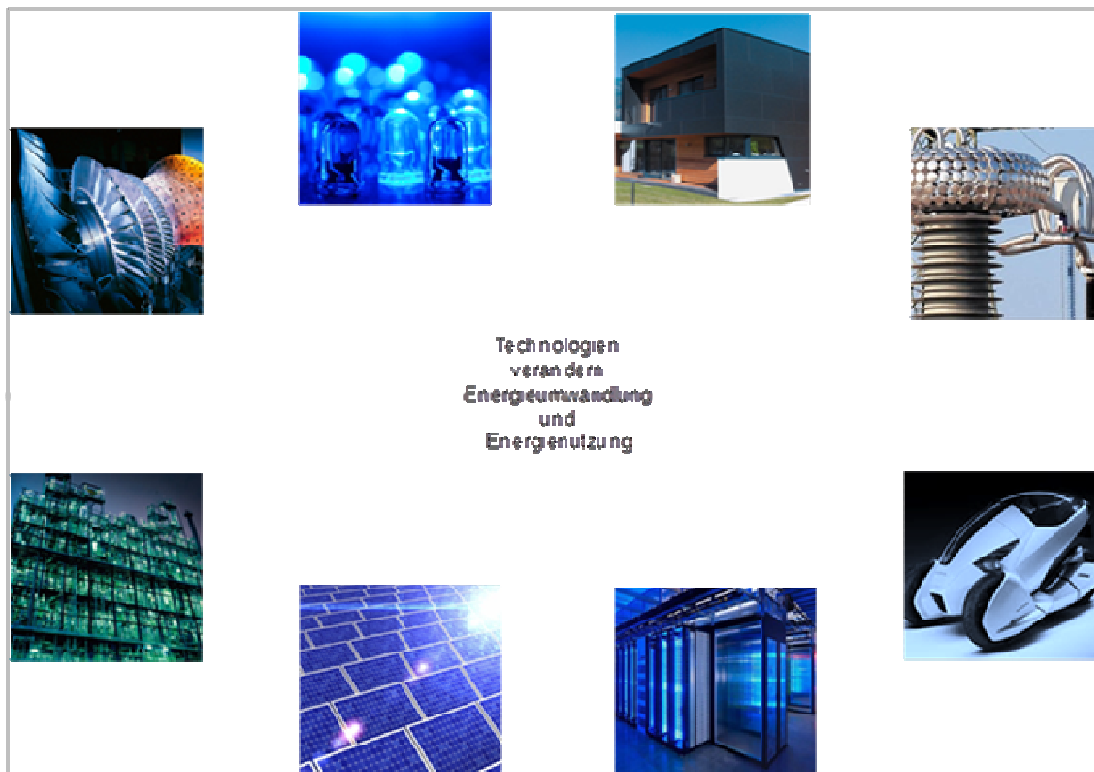 Technologien
verändern
Energieumwandlung
und
Energienutzung